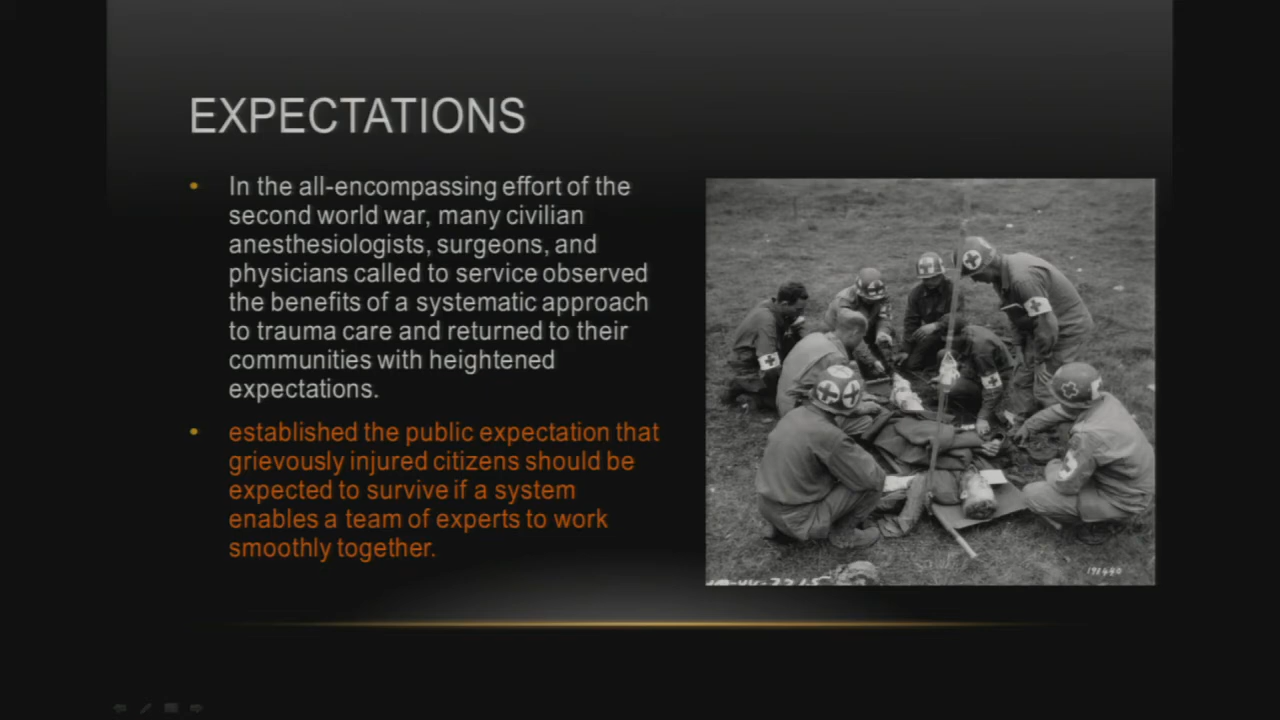 EXPECTATIONS
• In the all-encompassing effort of the
second world war, many civilian
anesthesiologists, surgeons, and
physicians called to service observed
the benefits of a systematic approach
to trauma care and returned to their
communities with heightened
expectations.
• established the public expectation that
grievously injured citizens should be
expected to survive if a system
enables a team of experts to work
smoothly together.
191440